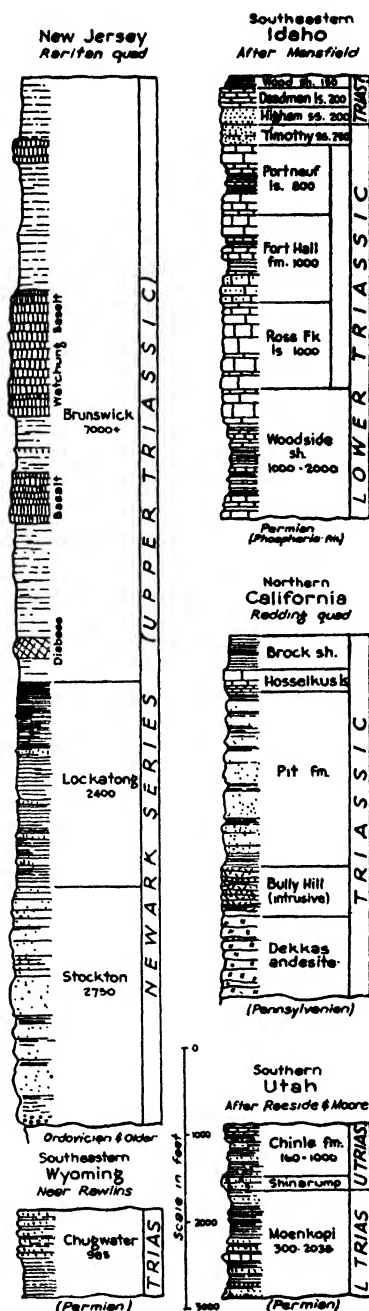 New Jersey
Raritan quad
Watchung Basalt
Brunswick
7000+
Basalt
Diabase
Lockatong
2400
Stockton
2750
NEWARK SERIES (UPPER TRIASSIC)
Ordovician & Older
Southeastern
Wyoming
Near Rawlins
Chugwater
985
TRIAS
(Permian)
Southeastern
Idaho
After Mansfield
Wood sh. 150
Deadman ls. 200
Higham ss. 200
TRIAS?
Timothy ss. 250
Portneuf
ls. 800
Fort Hall
fm. 1000
Ross Fk
ls 1000
Woodside
sh.
1000-2000
LOWER TRIASSIC
Permian
(Phosphoria fm)
Northern
California
Redding quad
Brock sh.
Hosselkus ls
Pit fm.
Bully Hill
(intrusive)
Dekkas
andesite
TRIASSIC
(Pennsylvanian)
0
1000
2000
3000
Scale in feet
Southern
Utah
After Reeside & Moore
Chinle fm.
160-1000
Shinarump
U TRIAS
Moenkopi
300-2035
L TRIAS
(Permian)